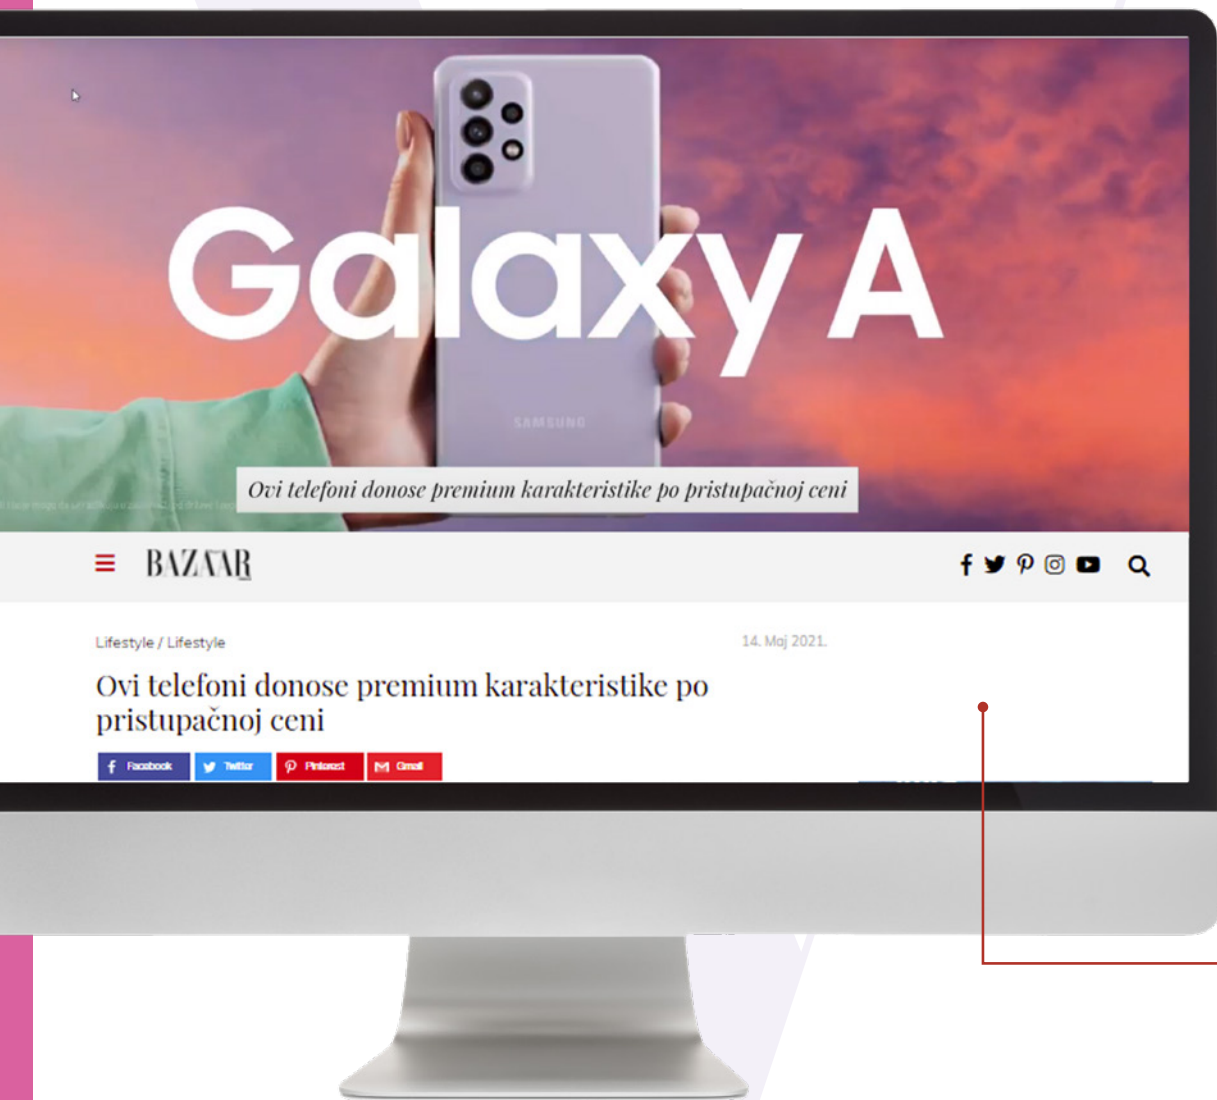 Galaxy A
SAMSUNG
Ovi telefoni donose premium karakteristike po pristupačnoj ceni
BAZAAR
Lifestyle / Lifestyle
14. Maj 2021.
Ovi telefoni donose premium karakteristike po
pristupačnoj ceni
Facebook
Twitter
Pinterest
Gmail